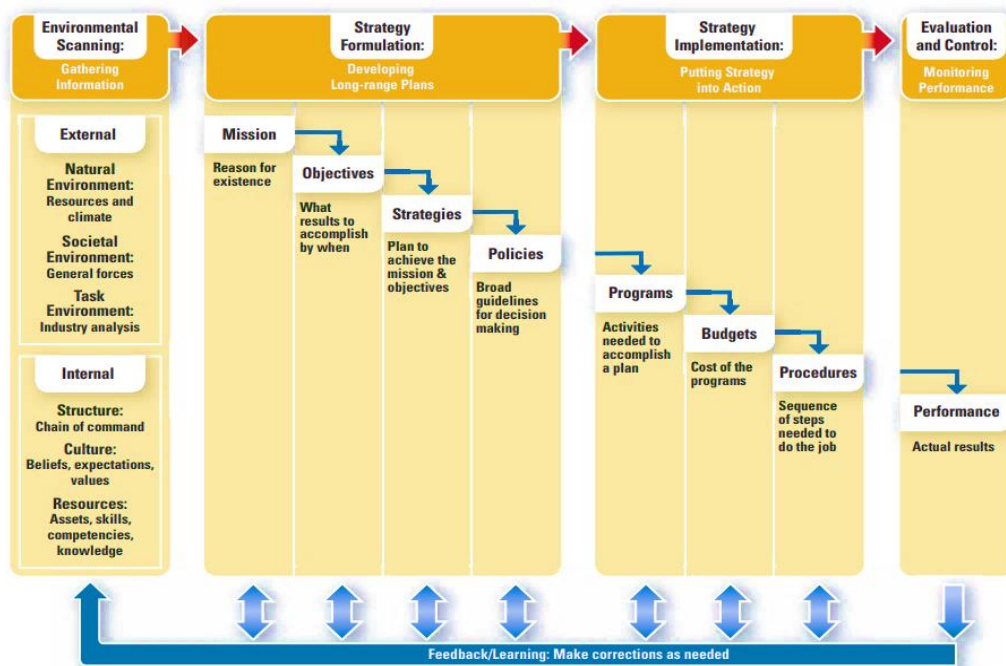 Environmental
Scanning:
Gathering
Information
Strategy
Formulation:
Developing
Long-range Plans
Strategy
Implementation:
Putting Strategy
into Action
Evaluation
and Control:
Monitoring
Performance
External
Natural
Environment:
Resources and
climate
Societal
Environment:
General forces
Task
Environment:
Industry analysis
Internal
Structure:
Chain of command
Culture:
Beliefs, expectations,
values
Resources:
Assets, skills,
competencies,
knowledge
Mission
Reason for
existence
Objectives
What
results to
accomplish
by when
Strategies
Plan to
achieve the
mission &
objectives
Policies
Broad
guidelines
for decision
making
Programs
Activities
needed to
accomplish
a plan
Budgets
Cost of the
programs
Procedures
Sequence
of steps
needed to
do the job
Performance
Actual results
Feedback/Learning: Make corrections as needed